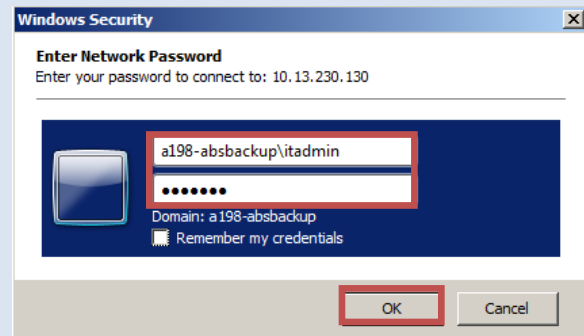 Windows Security
Enter Network Password
Enter your password to connect to: 10.13.230.130
a198-absbackup\itadmin
•••••••
Domain: a198-absbackup
Remember my credentials
OK
Cancel